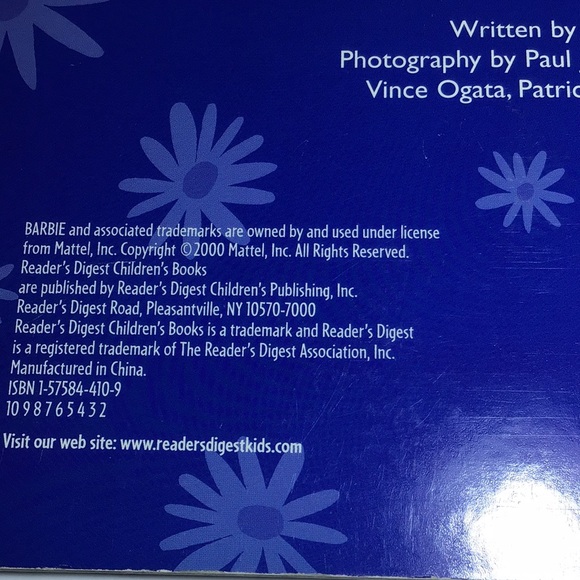 Written by
Photography by Paul
Vince Ogata,
BARBIE and associated trademarks are owned by and used under license
from Mattel, Inc. Copyright ©2000 Mattel, Inc. All Rights Reserved.
Reader's Digest Children's Books
are published by Reader's Digest Children's Publishing, Inc.
Reader's Digest Road, Pleasantville, NY 10570-7000
Reader's Digest Children's Books is a trademark and Reader's Digest
is a registered trademark of The Reader's Digest Association, Inc.
Manufactured in China.
ISBN 1-57584-410-9
10 9 8 7 6 5 4 3 2
Visit our web site: www.readersdigestkids.com